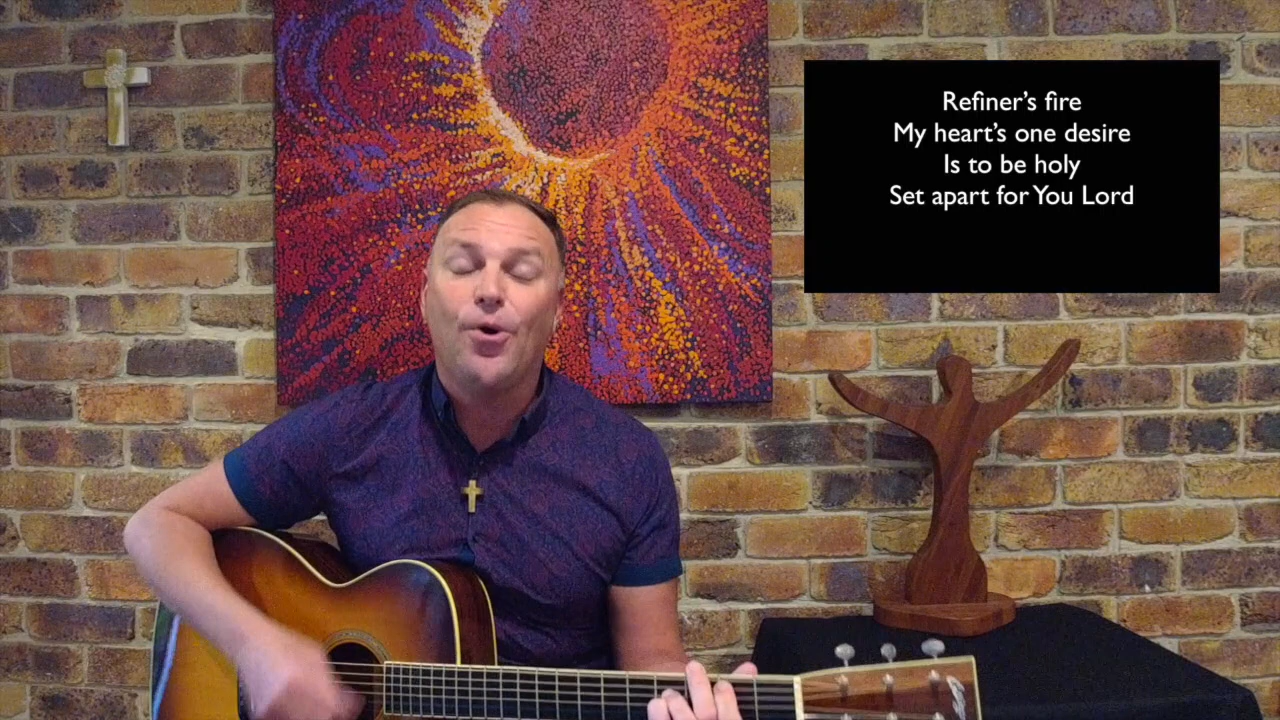 Refiner's fire
My heart's one desire
Is to be holy
Set apart for You Lord